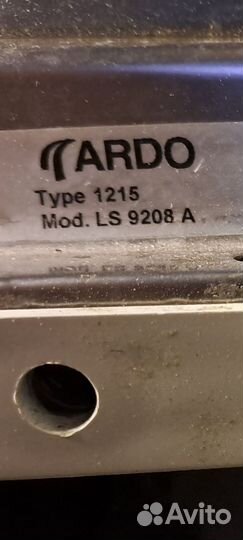 ARDO
Type 1215
Mod. LS 9208 A
Avito